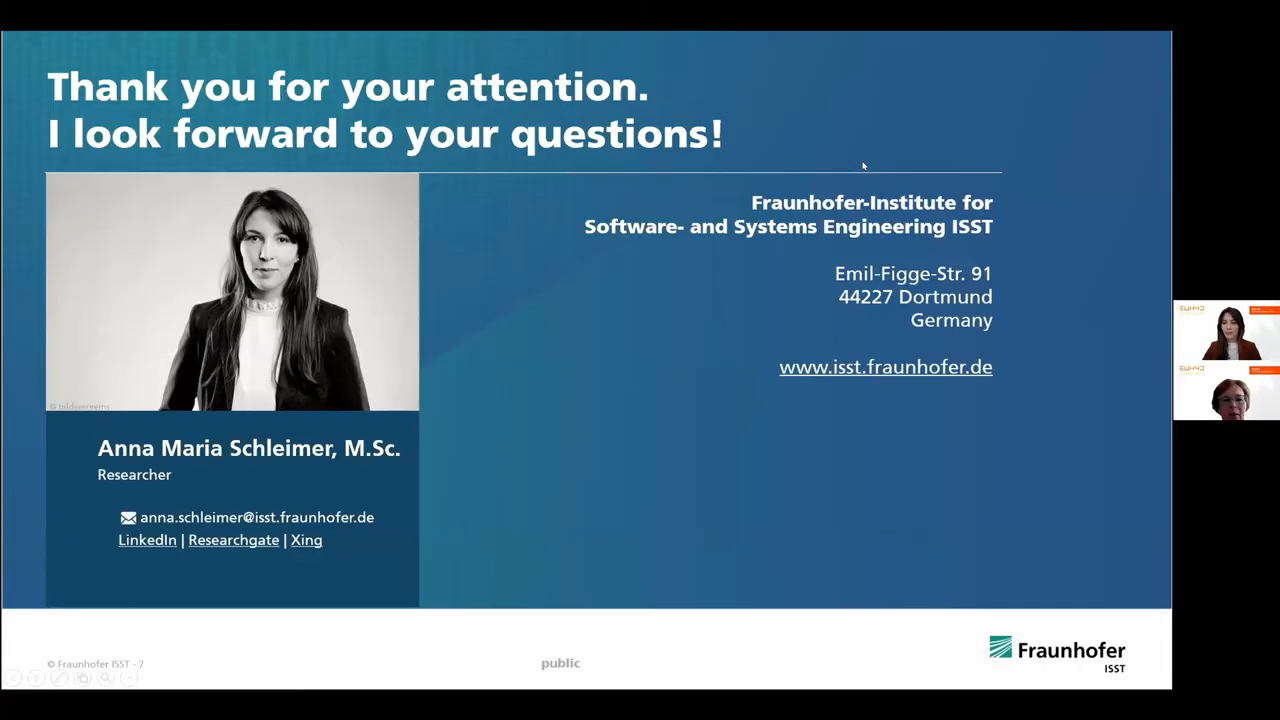 Thank you for your attention.
I look forward to your questions!
Fraunhofer-Institute for
Software- and Systems Engineering ISST
Emil-Figge-Str. 91
44227 Dortmund
Germany
www.isst.fraunhofer.de
Anna Maria Schleimer, M.Sc.
Researcher
anna.schleimer@isst.fraunhofer.de
LinkedIn | Researchgate | Xing
© Fraunhofer ISST - 7
public
Fraunhofer
ISST